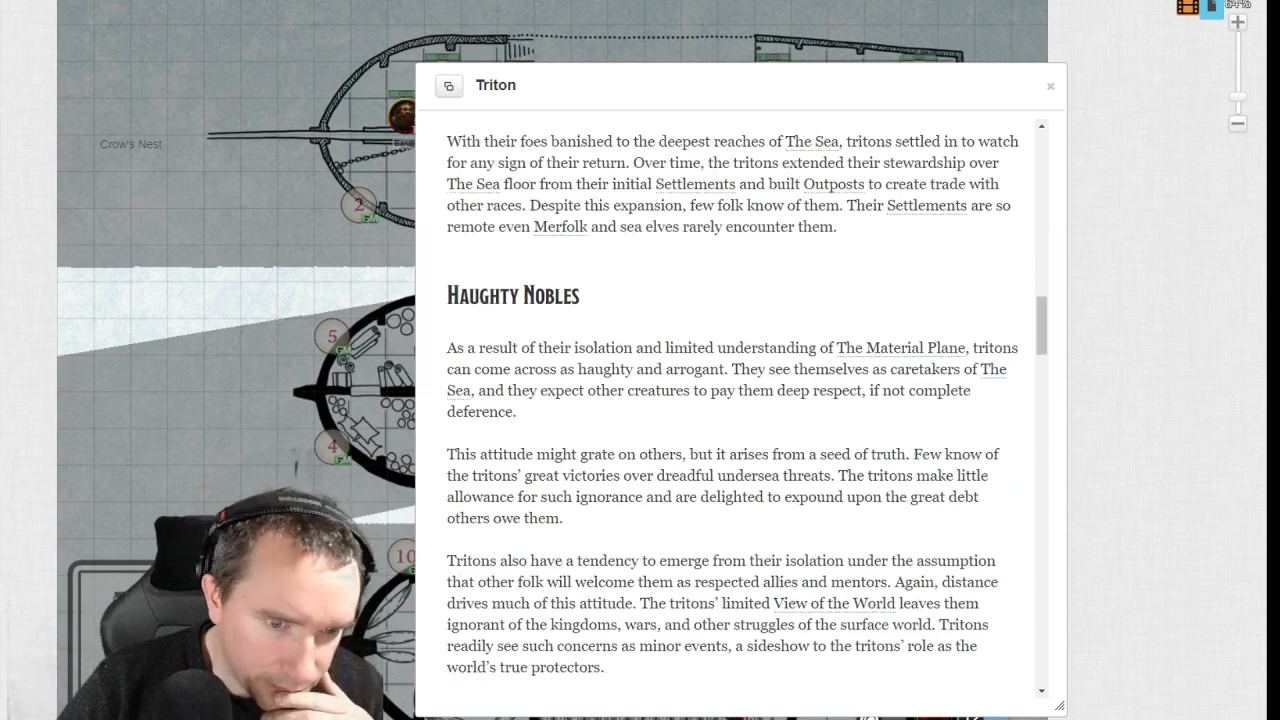 64%
Triton
Crow's Nest
2
GM
5
GM
4
GM
10
With their foes banished to the deepest reaches of The Sea, tritons settled in to watch
for any sign of their return. Over time, the tritons extended their stewardship over
The Sea floor from their initial Settlements and built Outposts to create trade with
other races. Despite this expansion, few folk know of them. Their Settlements are so
remote even Merfolk and sea elves rarely encounter them.
Haughty Nobles
As a result of their isolation and limited understanding of The Material Plane, tritons
can come across as haughty and arrogant. They see themselves as caretakers of The
Sea, and they expect other creatures to pay them deep respect, if not complete
deference.
This attitude might grate on others, but it arises from a seed of truth. Few know of
the tritons’ great victories over dreadful undersea threats. The tritons make little
allowance for such ignorance and are delighted to expound upon the great debt
others owe them.
Tritons also have a tendency to emerge from their isolation under the assumption
that other folk will welcome them as respected allies and mentors. Again, distance
drives much of this attitude. The tritons’ limited View of the World leaves them
ignorant of the kingdoms, wars, and other struggles of the surface world. Tritons
readily see such concerns as minor events, a sideshow to the tritons’ role as the
world’s true protectors.